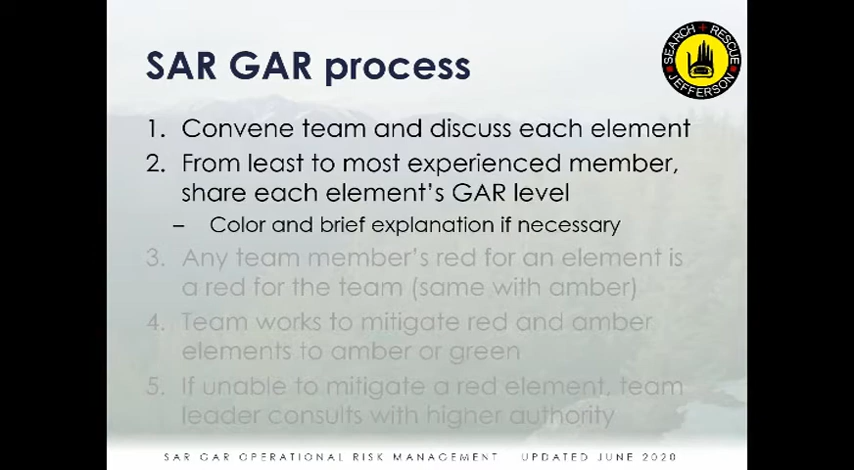 SAR GAR process
SEARCH + RESCUE
JEFFERSON
1. Convene team and discuss each element
2. From least to most experienced member,
share each element's GAR level
– Color and brief explanation if necessary
3. Any team member's red for an element is
a red for the team (same with amber)
4. Team works to mitigate red and amber
elements to amber or green
5. If unable to mitigate a red element, team
leader consults with higher authority
SAR GAR OPERATIONAL RISK MANAGEMENT UPDATED JUNE 2020